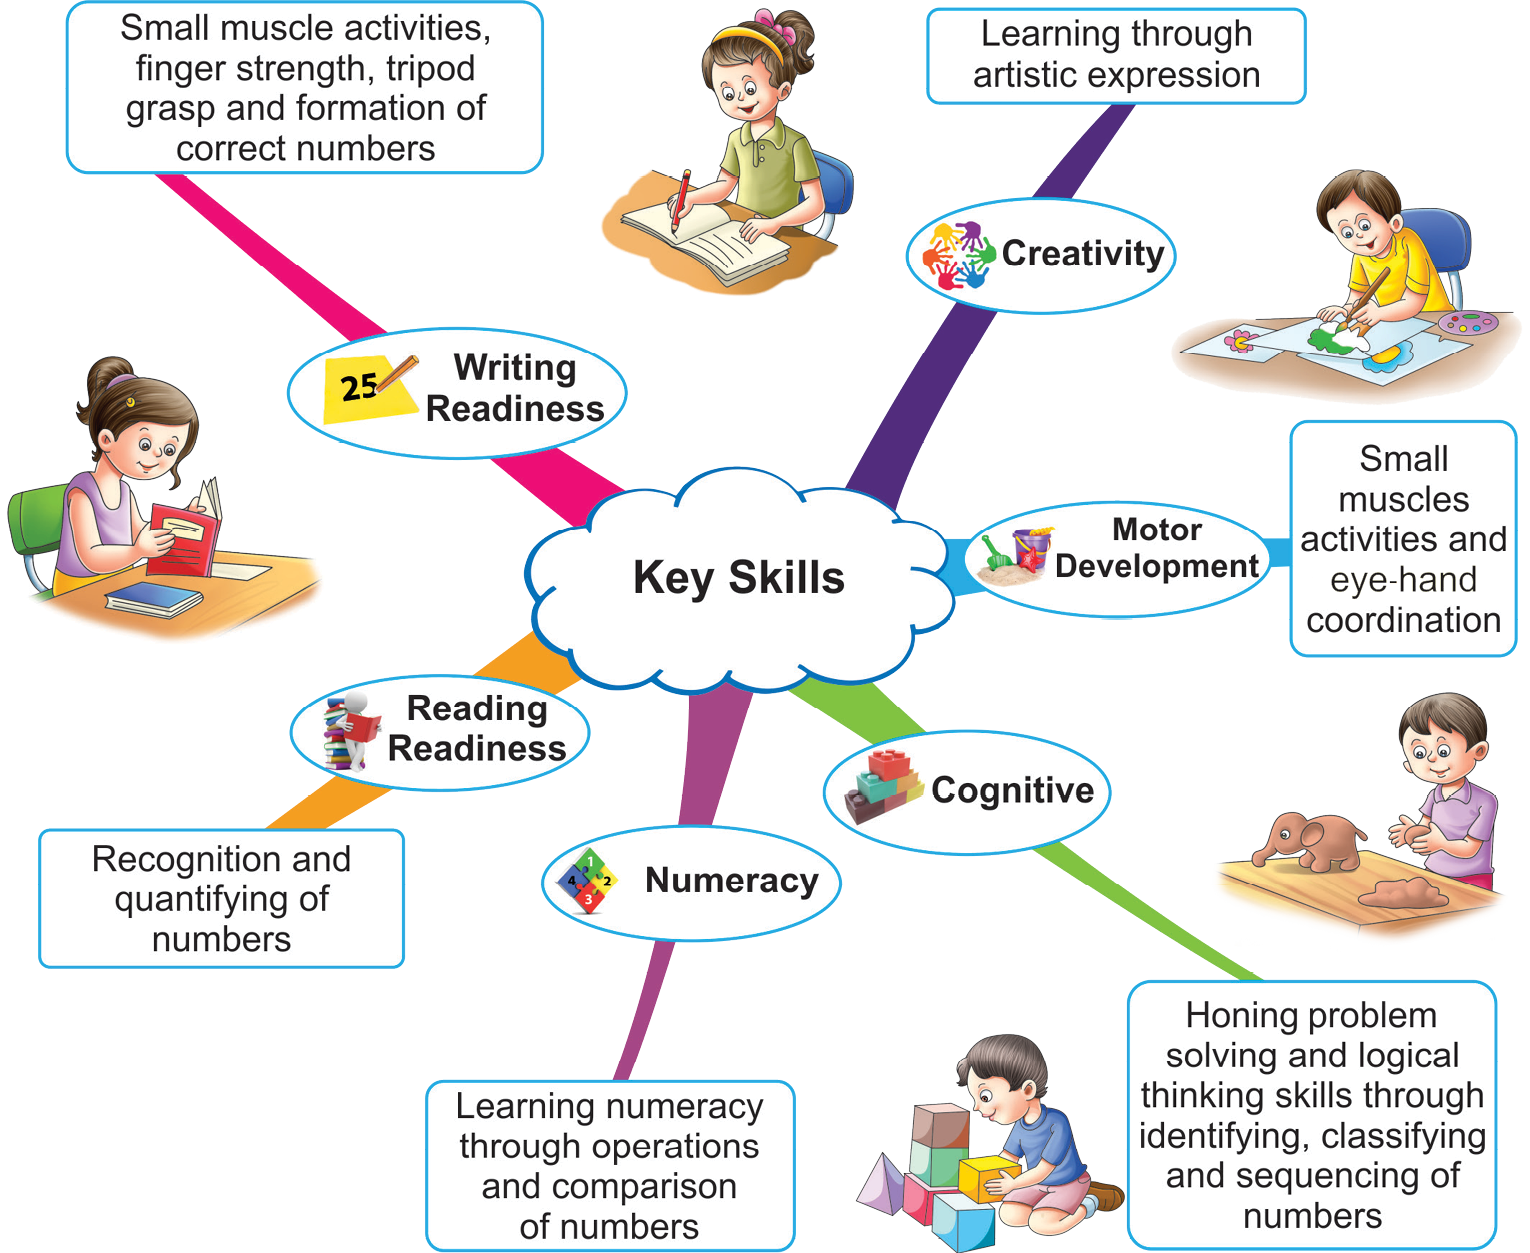 Small muscle activities,
finger strength, tripod
grasp and formation of
correct numbers
Learning through
artistic expression
Creativity
25
Writing
Readiness
Small
muscles
activities and
eye-hand
coordination
Motor
Development
Key Skills
Reading
Readiness
Cognitive
Recognition and
quantifying of
numbers
1
4
2
3
Numeracy
Honing problem
solving and logical
thinking skills through
identifying, classifying
and sequencing of
numbers
Learning numeracy
through operations
and comparison
of numbers